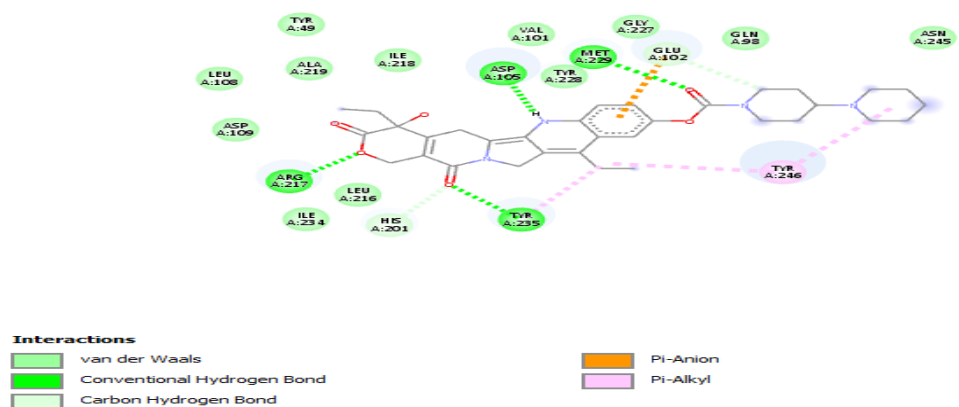 TYR
A:49
VAL
A:101
GLY
A:227
GLN
A:98
ASN
A:245
LEU
A:108
ALA
A:219
ILE
A:218
ASP
A:105
TYR
A:228
MET
A:229
GLU
A:102
ASP
A:109
H
N
O
O
O
O
N
N
O
O
N
ARG
A:217
LEU
A:216
ILE
A:234
HIS
A:201
TYR
A:235
TYR
A:246
Interactions
van der Waals
Conventional Hydrogen Bond
Carbon Hydrogen Bond
Pi-Anion
Pi-Alkyl